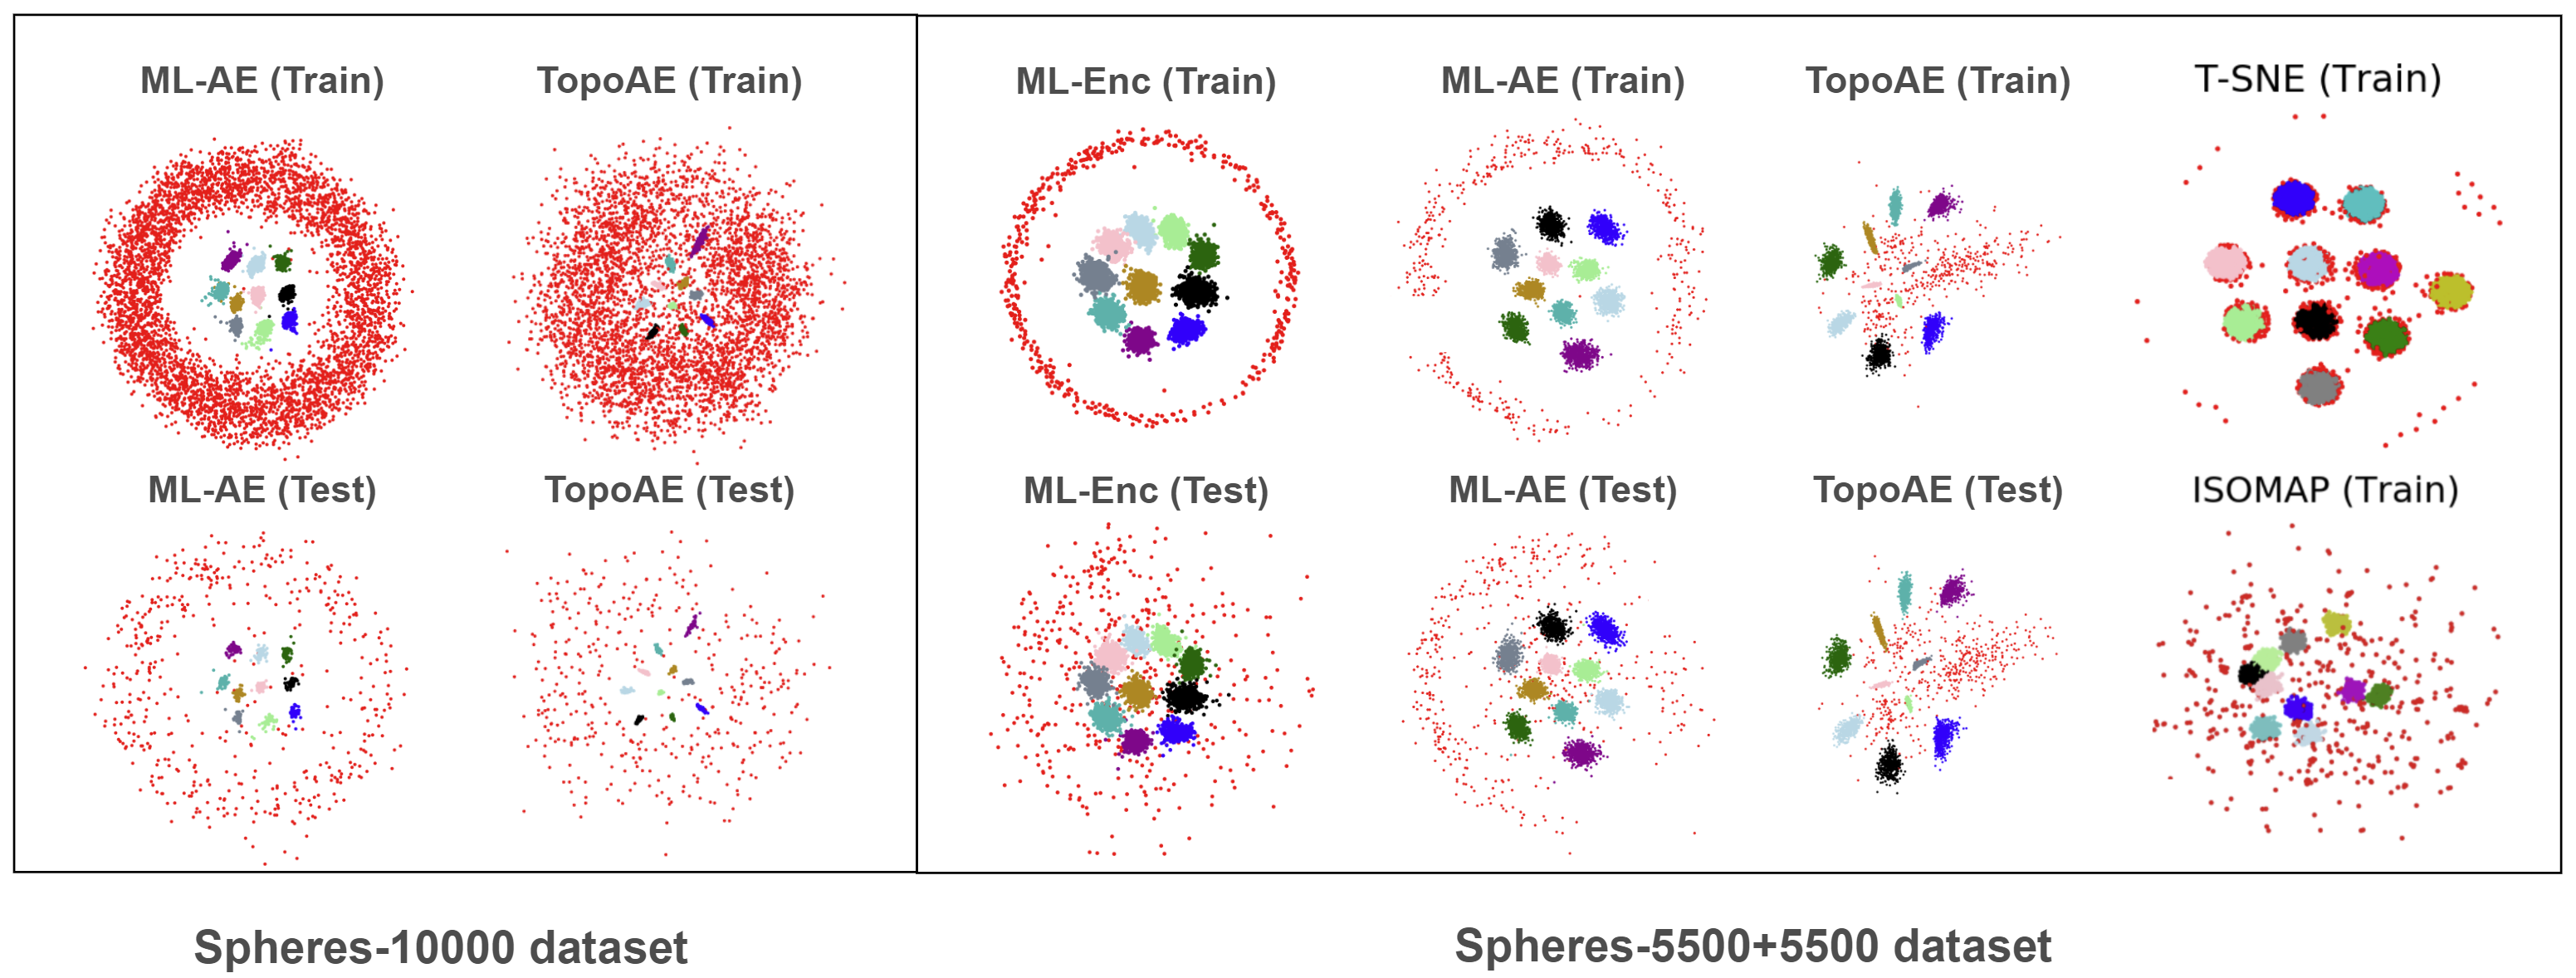 ML-AE (Train)
TopoAE (Train)
ML-Enc (Train)
ML-AE (Train)
TopoAE (Train)
T-SNE (Train)
ML-AE (Test)
TopoAE (Test)
ML-Enc (Test)
ML-AE (Test)
TopoAE (Test)
ISOMAP (Train)
Spheres-10000 dataset
Spheres-5500+5500 dataset